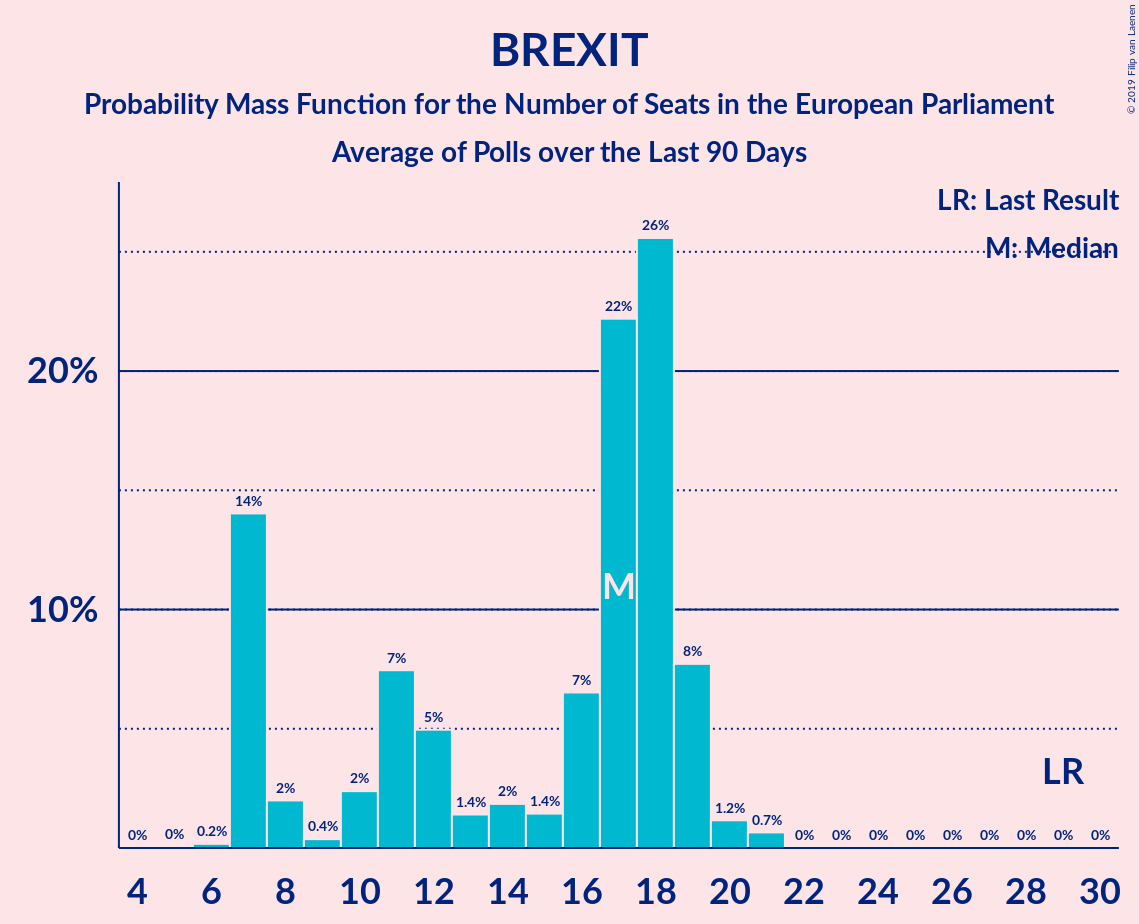 BREXIT
Probability Mass Function for the Number of Seats in the European Parliament
Average of Polls over the Last 90 Days
© 2019 Filip van Laenen
LR: Last Result
M: Median
20%
10%
0% 0% 0.2% 14% 2% 0.4% 2% 7% 5% 1.4% 2% 1.4% 7% 22% 26% 8% 1.2% 0.7% 0% 0% 0% 0% 0% 0% 0% 0% 0%
M
LR
4 6 8 10 12 14 16 18 20 22 24 26 28 30